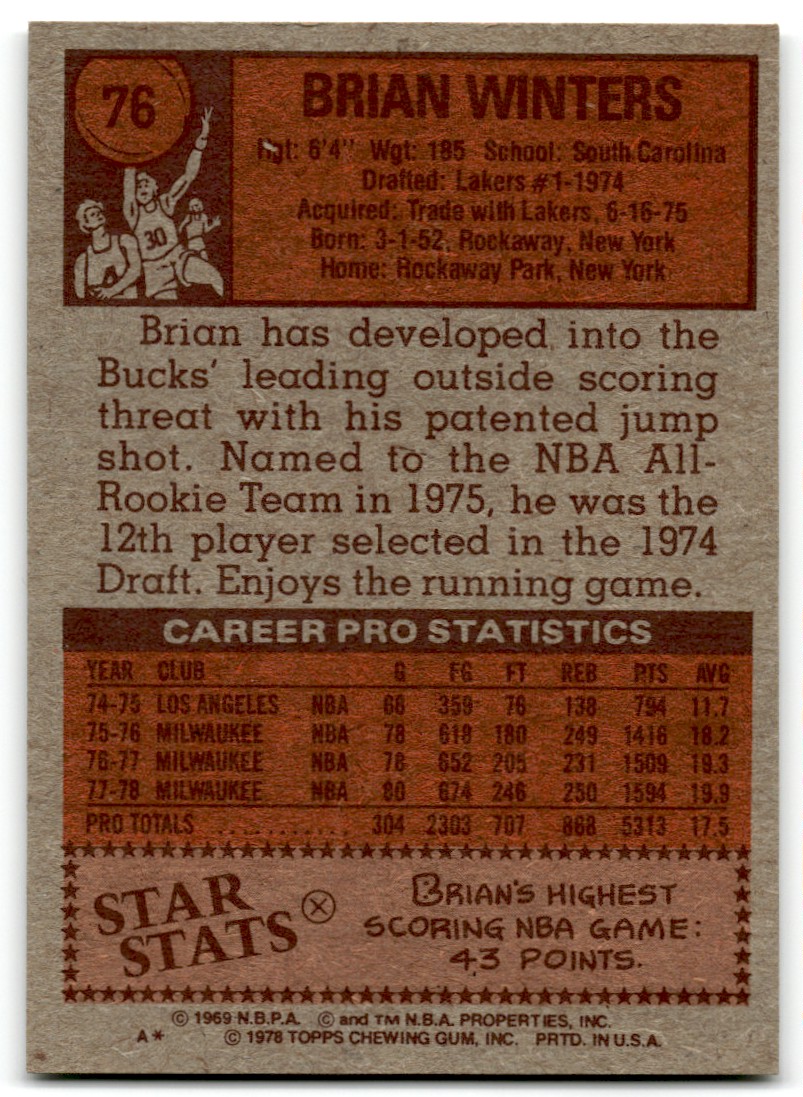 76
BRIAN WINTERS
Hgt: 6'4" Wgt: 185 School: South Carolina
Drafted: Lakers #1-1974
Acquired: Trade with Lakers, 6-16-75
Born: 3-1-52, Rockaway, New York
Home: Rockaway Park, New York
30
Brian has developed into the
Bucks' leading outside scoring
threat with his patented jump
shot. Named to the NBA All-
Rookie Team in 1975, he was the
12th player selected in the 1974
Draft. Enjoys the running game.
CAREER PRO STATISTICS
YEAR CLUB G FG FT REB PTS AVG
74-75 LOS ANGELES NBA 68 359 76 138 794 11.7
75-76 MILWAUKEE NBA 78 618 180 249 1416 18.2
76-77 MILWAUKEE NBA 78 652 205 231 1509 19.3
77-78 MILWAUKEE NBA 80 674 246 250 1594 19.9
PRO TOTALS ........... 304 2303 707 868 5313 17.5
STAR
STATS
BRIAN'S HIGHEST
SCORING NBA GAME:
43 POINTS.
© 1969 N.B.P.A. © and TM N.B.A. PROPERTIES, INC.
A* © 1978 TOPPS CHEWING GUM, INC. PRTD. IN U.S.A.